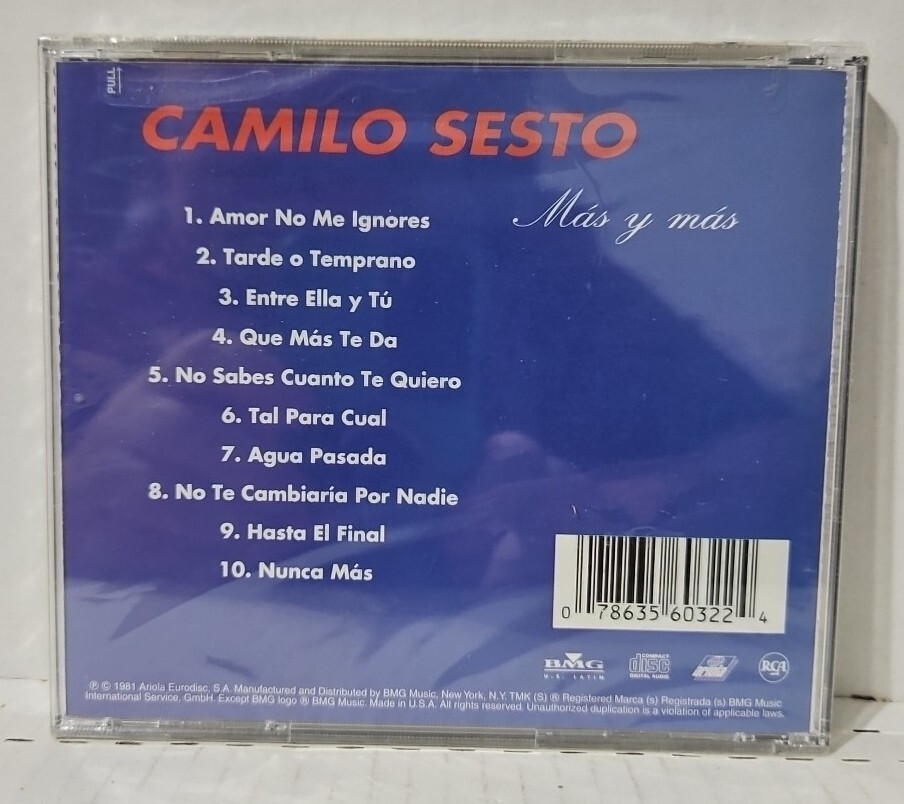 PULL
CAMILO SESTO
Más y más
1. Amor No Me Ignores
2. Tarde o Temprano
3. Entre Ella y Tú
4. Que Más Te Da
5. No Sabes Cuanto Te Quiero
6. Tal Para Cual
7. Agua Pasada
8. No Te Cambiaría Por Nadie
9. Hasta El Final
10. Nunca Más
0 78635 60322 4
BMG
U.S. LATIN
COMPACT
disc
DIGITAL AUDIO
RCA
℗ © 1981 Ariola Eurodisc, S.A. Manufactured and Distributed by BMG Music, New York, N.Y. TMK (S) ® Registered Marca (s) Registrada (s) BMG Music
International Service, GmbH. Except BMG logo ® BMG Music. Made in U.S.A. All rights reserved. Unauthorized duplication is a violation of applicable laws.